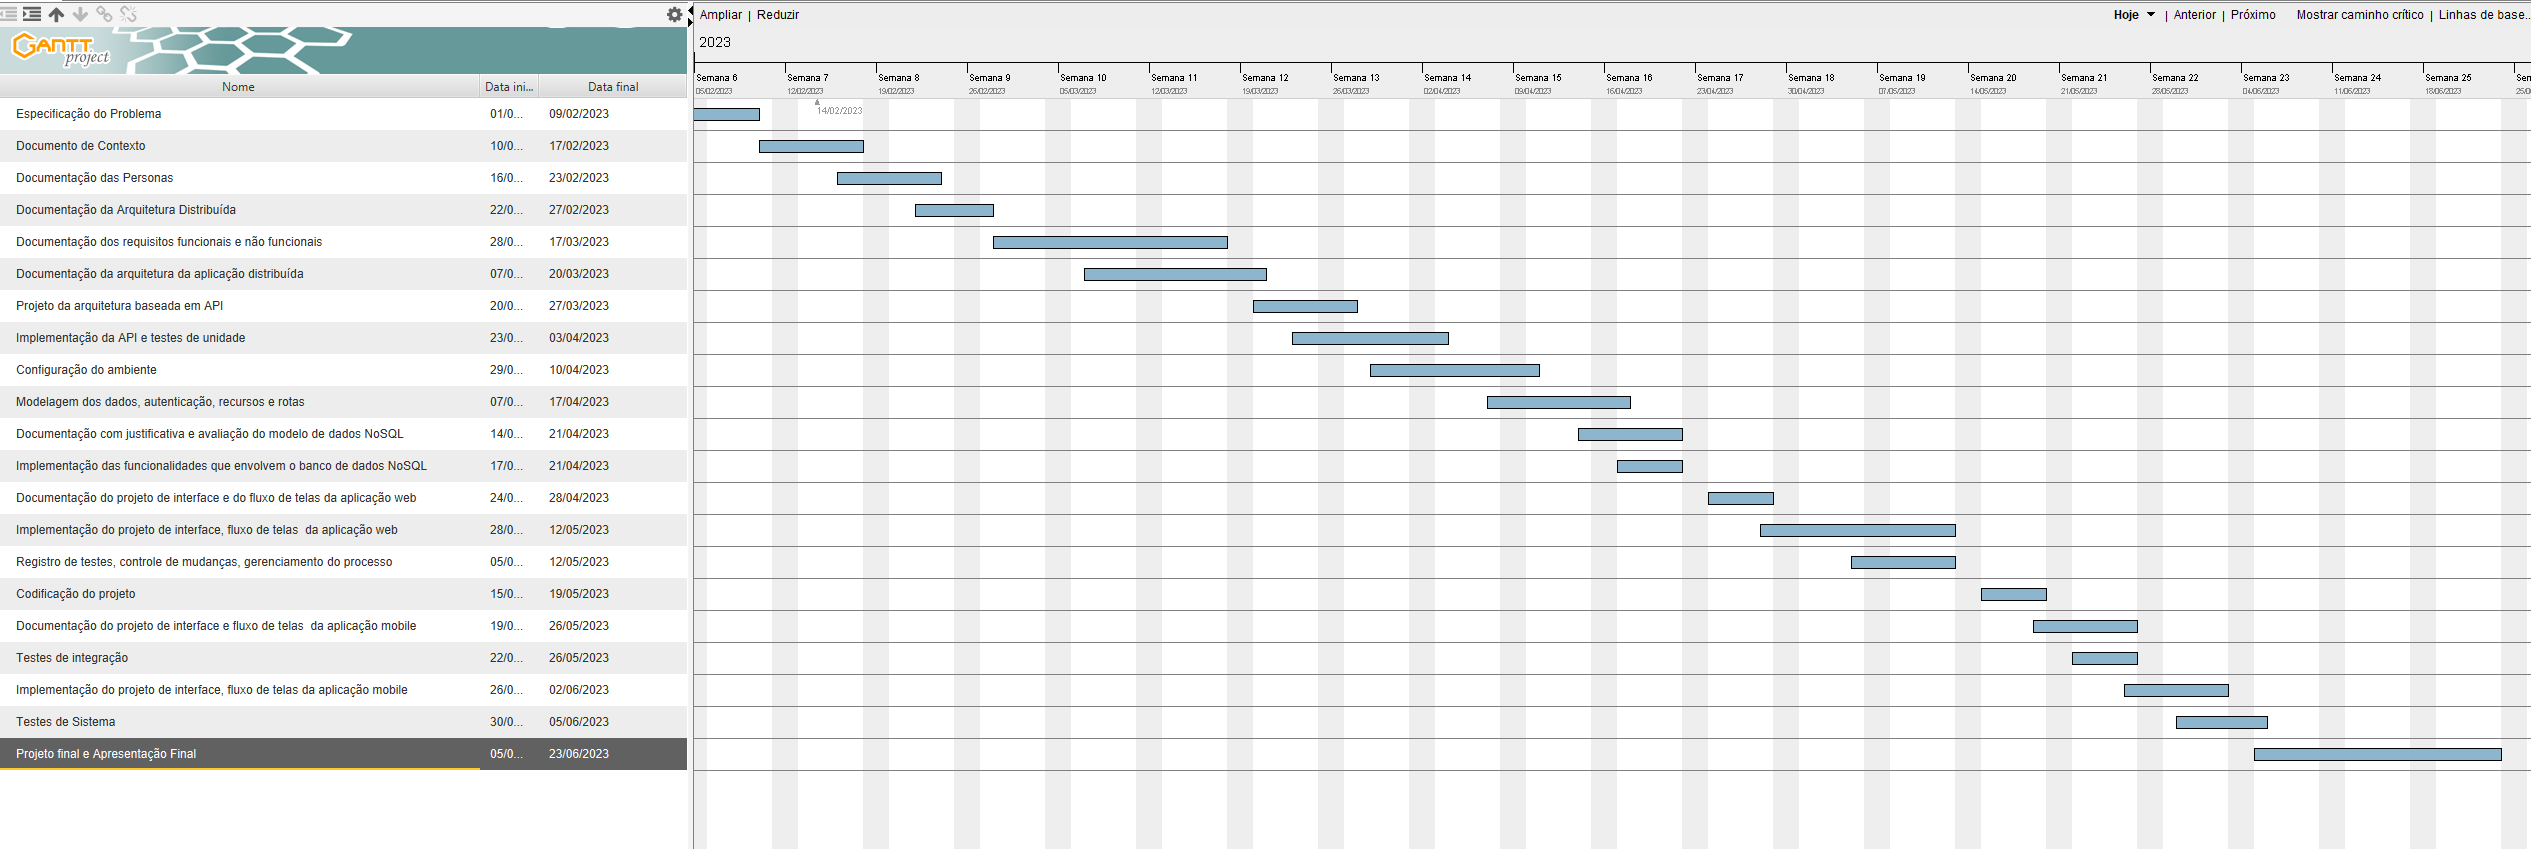 Ampliar | Reduzir
Hoje | Anterior | Próximo Mostrar caminho crítico | Linhas de base...
GANTT
project
2023
Nome Data ini... Data final
Semana 6 Semana 7 Semana 8 Semana 9 Semana 10 Semana 11 Semana 12 Semana 13 Semana 14 Semana 15 Semana 16 Semana 17 Semana 18 Semana 19 Semana 20 Semana 21 Semana 22 Semana 23 Semana 24 Semana 25 Sen
05/02/2023 12/02/2023 19/02/2023 26/02/2023 05/03/2023 12/03/2023 19/03/2023 26/03/2023 02/04/2023 09/04/2023 16/04/2023 23/04/2023 30/04/2023 07/05/2023 14/05/2023 21/05/2023 28/05/2023 04/06/2023 11/06/2023 18/06/2023 25/0
14/02/2023
Especificação do Problema 01/0... 09/02/2023
Documento de Contexto 10/0... 17/02/2023
Documentação das Personas 16/0... 23/02/2023
Documentação da Arquitetura Distribuída 22/0... 27/02/2023
Documentação dos requisitos funcionais e não funcionais 28/0... 17/03/2023
Documentação da arquitetura da aplicação distribuída 07/0... 20/03/2023
Projeto da arquitetura baseada em API 20/0... 27/03/2023
Implementação da API e testes de unidade 23/0... 03/04/2023
Configuração do ambiente 29/0... 10/04/2023
Modelagem dos dados, autenticação, recursos e rotas 07/0... 17/04/2023
Documentação com justificativa e avaliação do modelo de dados NoSQL 14/0... 21/04/2023
Implementação das funcionalidades que envolvem o banco de dados NoSQL 17/0... 21/04/2023
Documentação do projeto de interface e do fluxo de telas da aplicação web 24/0... 28/04/2023
Implementação do projeto de interface, fluxo de telas  da aplicação web 28/0... 12/05/2023
Registro de testes, controle de mudanças, gerenciamento do processo 05/0... 12/05/2023
Codificação do projeto 15/0... 19/05/2023
Documentação do projeto de interface e fluxo de telas  da aplicação mobile 19/0... 26/05/2023
Testes de integração 22/0... 26/05/2023
Implementação do projeto de interface, fluxo de telas da aplicação mobile 26/0... 02/06/2023
Testes de Sistema 30/0... 05/06/2023
Projeto final e Apresentação Final 05/0... 23/06/2023